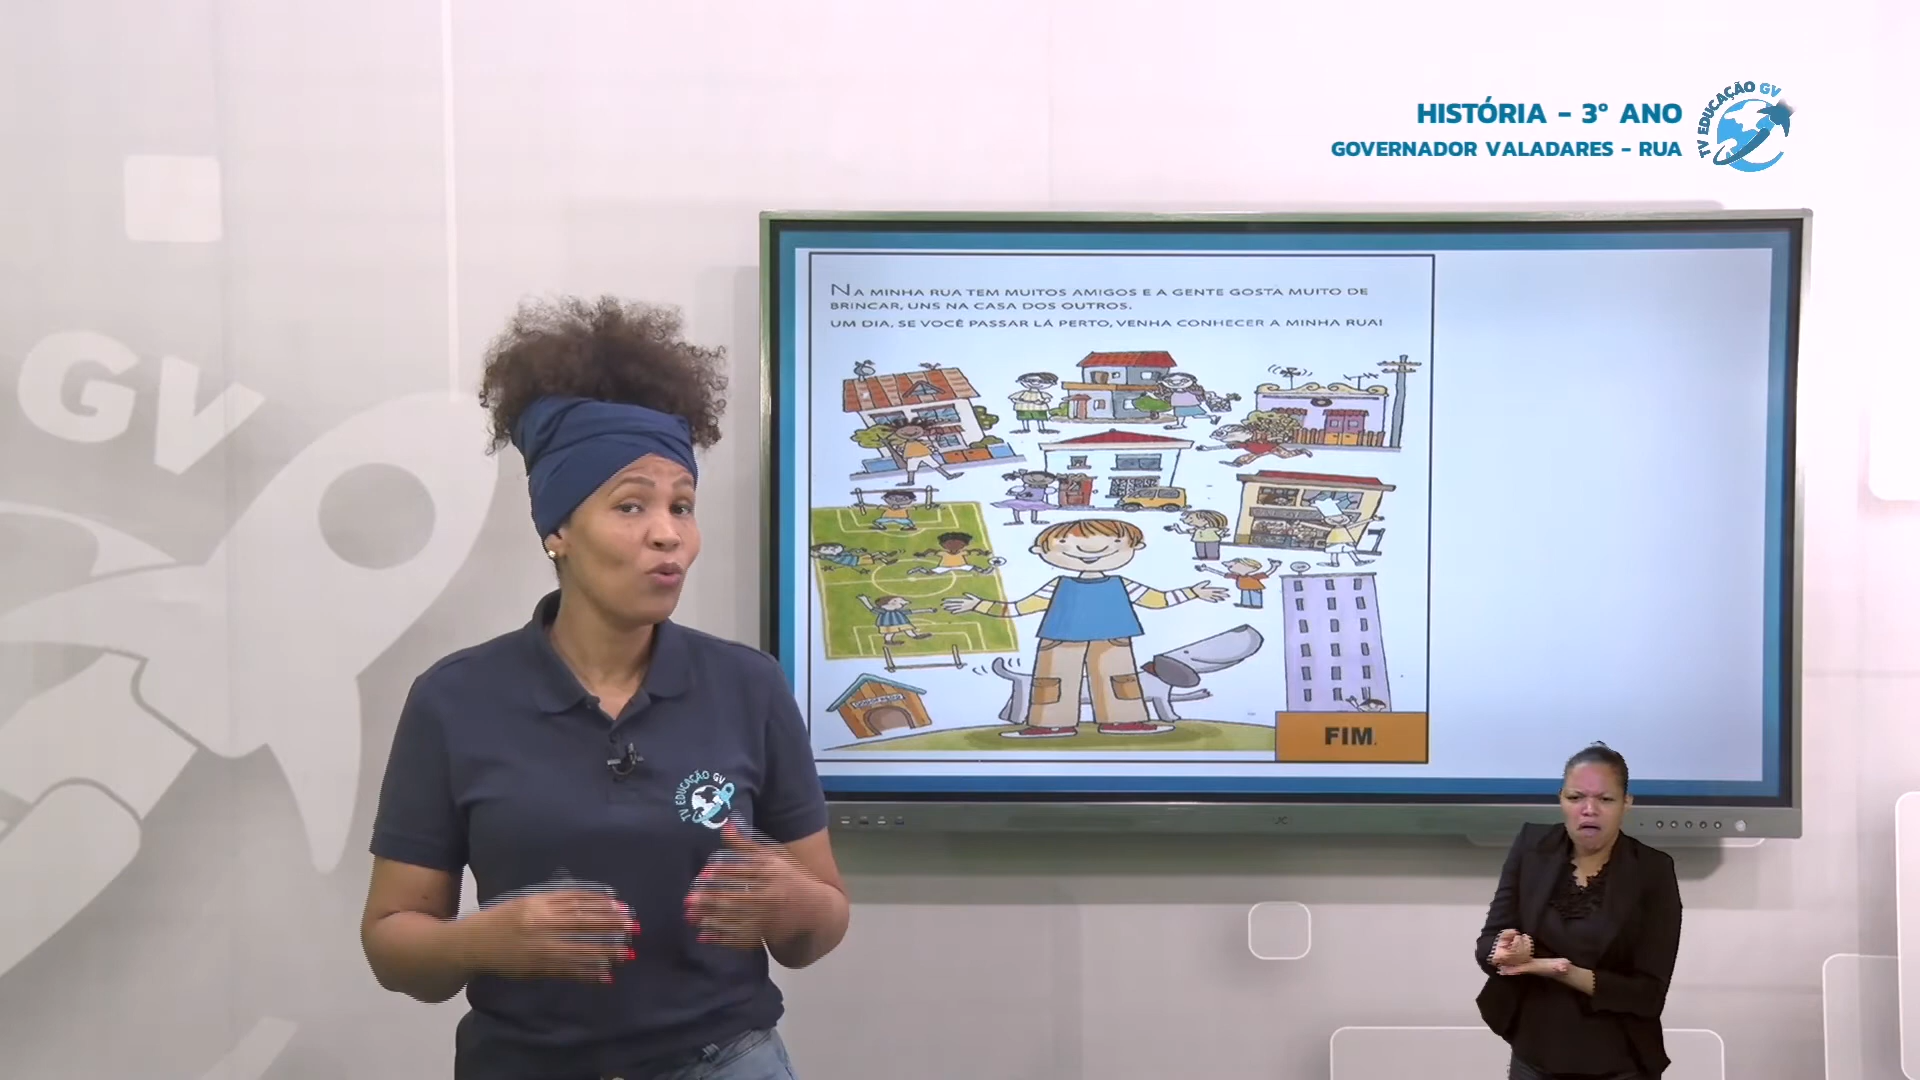 HISTÓRIA - 3º ANO
GOVERNADOR VALADARES - RUA
TV EDUCAÇÃO GV
GV
NA MINHA RUA TEM MUITOS AMIGOS E A GENTE GOSTA MUITO DE
BRINCAR, UNS NA CASA DOS OUTROS.
UM DIA, SE VOCÊ PASSAR LÁ PERTO, VENHA CONHECER A MINHA RUA!
FIM.
TV EDUCAÇÃO GV